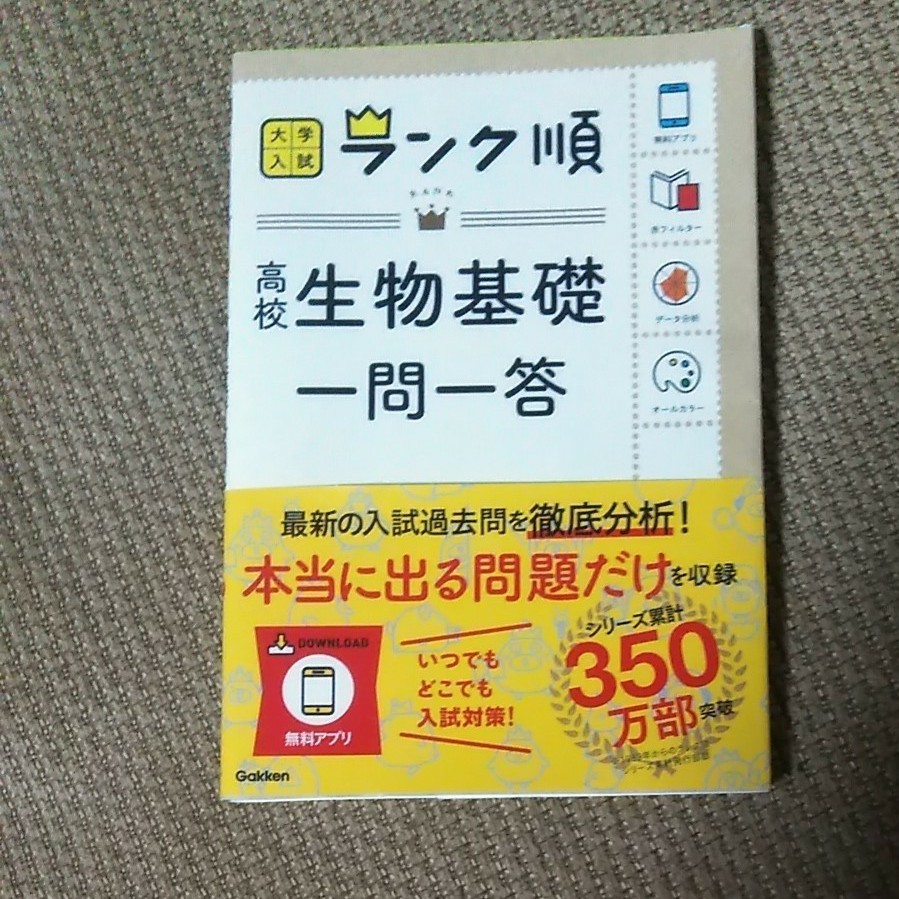 大学
入試
ランク順
RANK
高校
生物基礎
一問一答
無料アプリ
赤フィルター
データ分析
オールカラー
最新の入試過去問を徹底分析!
本当に出る問題だけを収録
DOWNLOAD
無料アプリ
いつでも
どこでも
入試対策!
シリーズ累計
350
万部突破
Gakken